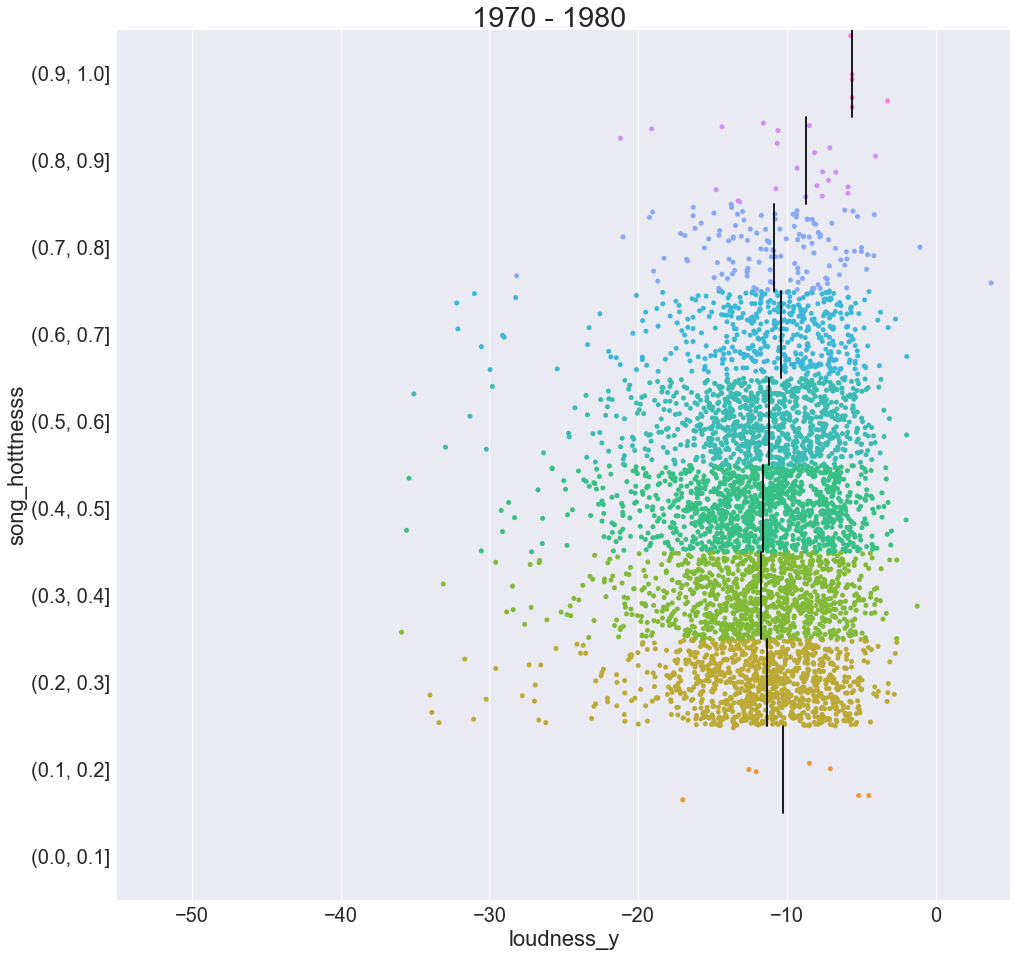 1970 - 1980
song_hotttnesss
(0.9, 1.0]
(0.8, 0.9]
(0.7, 0.8]
(0.6, 0.7]
(0.5, 0.6]
(0.4, 0.5]
(0.3, 0.4]
(0.2, 0.3]
(0.1, 0.2]
(0.0, 0.1]
−50 −40 −30 −20 −10 0
loudness_y